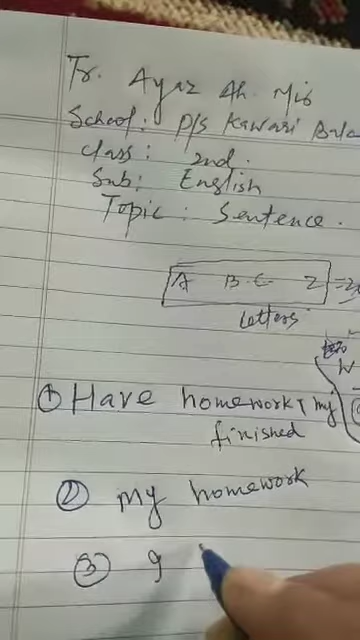 Tr. Ayaz Ah. Mir
School: P/S Kawari
class: 2nd.
Sub: English
Topic: Sentence.
A B C Z
Letters
① Have homework I my
finished
② my homework
③ I